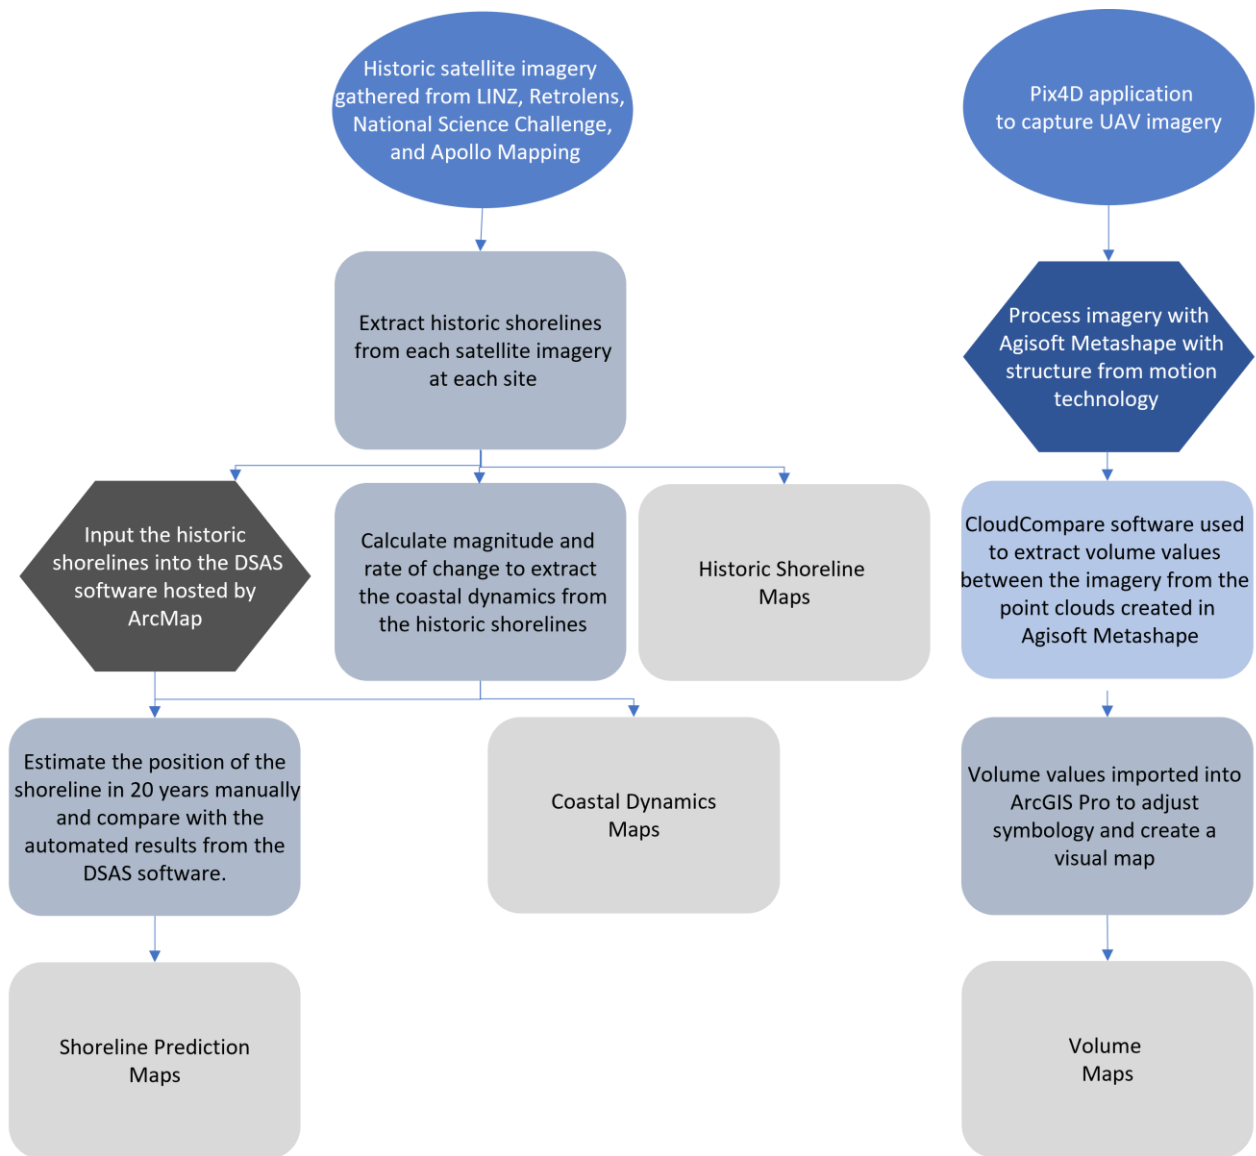 Historic satellite imagery
gathered from LINZ, Retrolens,
National Science Challenge,
and Apollo Mapping
Pix4D application
to capture UAV imagery
Extract historic shorelines
from each satellite imagery
at each site
Process imagery with
Agisoft Metashape with
structure from motion
technology
Input the historic
shorelines into the DSAS
software hosted by
ArcMap
Calculate magnitude and
rate of change to extract
the coastal dynamics from
the historic shorelines
Historic Shoreline
Maps
CloudCompare software used
to extract volume values
between the imagery from the
point clouds created in
Agisoft Metashape
Estimate the position of the
shoreline in 20 years manually
and compare with the
automated results from the
DSAS software.
Coastal Dynamics
Maps
Volume values imported into
ArcGIS Pro to adjust
symbology and create a
visual map
Shoreline Prediction
Maps
Volume
Maps